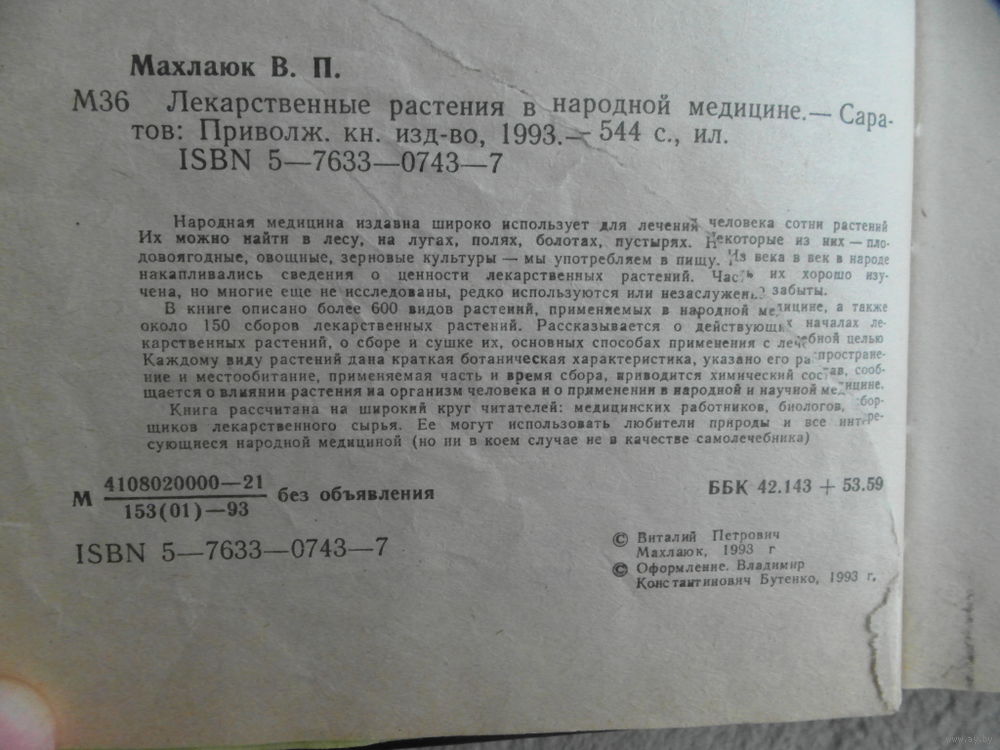 Махлаюк В. П.
М36 Лекарственные растения в народной медицине.— Сара-
тов: Приволж. кн. изд-во, 1993.— 544 с., ил.
ISBN 5—7633—0743—7
Народная медицина издавна широко использует для лечения человека сотни растений
Их можно найти в лесу, на лугах, полях, болотах, пустырях. Некоторые из них — пло-
довоягодные, овощные, зерновые культуры — мы употребляем в пищу. Из века в век в народе
накапливались сведения о ценности лекарственных растений. Часть их хорошо изу-
чена, но многие еще не исследованы, редко используются или незаслуженно забыты.
В книге описано более 600 видов растений, применяемых в народной медицине, а также
около 150 сборов лекарственных растений. Рассказывается о действующих началах ле-
карственных растений, о сборе и сушке их, основных способах применения с лечебной целью
Каждому виду растений дана краткая ботаническая характеристика, указано его распростране-
ние и местообитание, применяемая часть и время сбора, приводится химический состав, сооб-
щается о влиянии растения на организм человека и о применении в народной и научной медицине.
Книга рассчитана на широкий круг читателей: медицинских работников, биологов, сбор-
щиков лекарственного сырья. Ее могут использовать любители природы и все интере-
сующиеся народной медициной (но ни в коем случае не в качестве самолечебника)
М 4108020000—21 без объявления
153(01)—93
ББК 42.143 + 53.59
ISBN 5—7633—0743—7
© Виталий Петрович
Махлаюк, 1993 г
© Оформление. Владимир
Константинович Бутенко, 1993 г.
www.ay.by